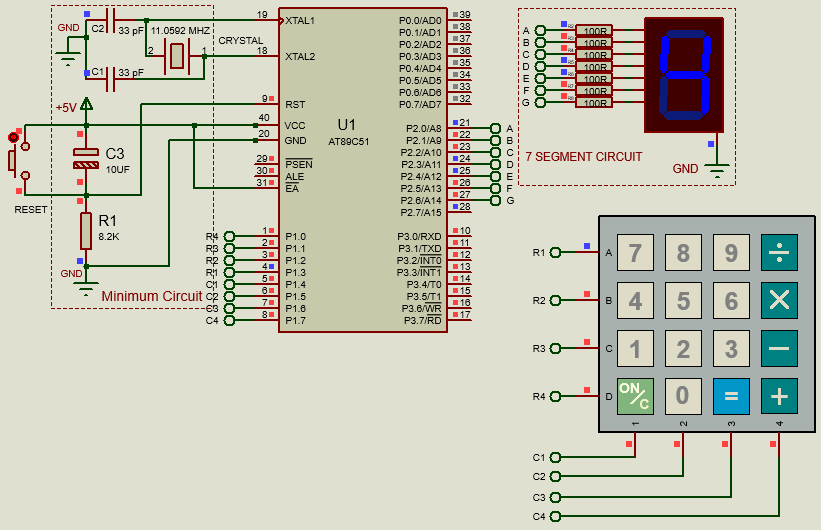 GND
C2
33 pF
11.0592 MHZ
2
1
CRYSTAL
C1
33 pF
+5V
RESET
C3
10UF
R1
8.2K
GND
Minimum Circuit
19 XTAL1
18 XTAL2
9 RST
40 VCC
20 GND
29 PSEN
30 ALE
31 EA
R4 1 P1.0
R3 2 P1.1
R2 3 P1.2
R1 4 P1.3
C1 5 P1.4
C2 6 P1.5
C3 7 P1.6
C4 8 P1.7
U1
AT89C51
P0.0/AD0 39
P0.1/AD1 38
P0.2/AD2 37
P0.3/AD3 36
P0.4/AD4 35
P0.5/AD5 34
P0.6/AD6 33
P0.7/AD7 32
P2.0/A8 21 A
P2.1/A9 22 B
P2.2/A10 23 C
P2.3/A11 24 D
P2.4/A12 25 E
P2.5/A13 26 F
P2.6/A14 27 G
P2.7/A15 28
P3.0/RXD 10
P3.1/TXD 11
P3.2/INT0 12
P3.3/INT1 13
P3.4/T0 14
P3.5/T1 15
P3.6/WR 16
P3.7/RD 17
A 100R
B 100R
C 100R
D 100R
E 100R
F 100R
G 100R
7 SEGMENT CIRCUIT
GND
R1 A 7 8 9 ÷
R2 B 4 5 6 ×
R3 C 1 2 3 −
R4 D ON/C 0 = +
1 2 3 4
C1
C2
C3
C4